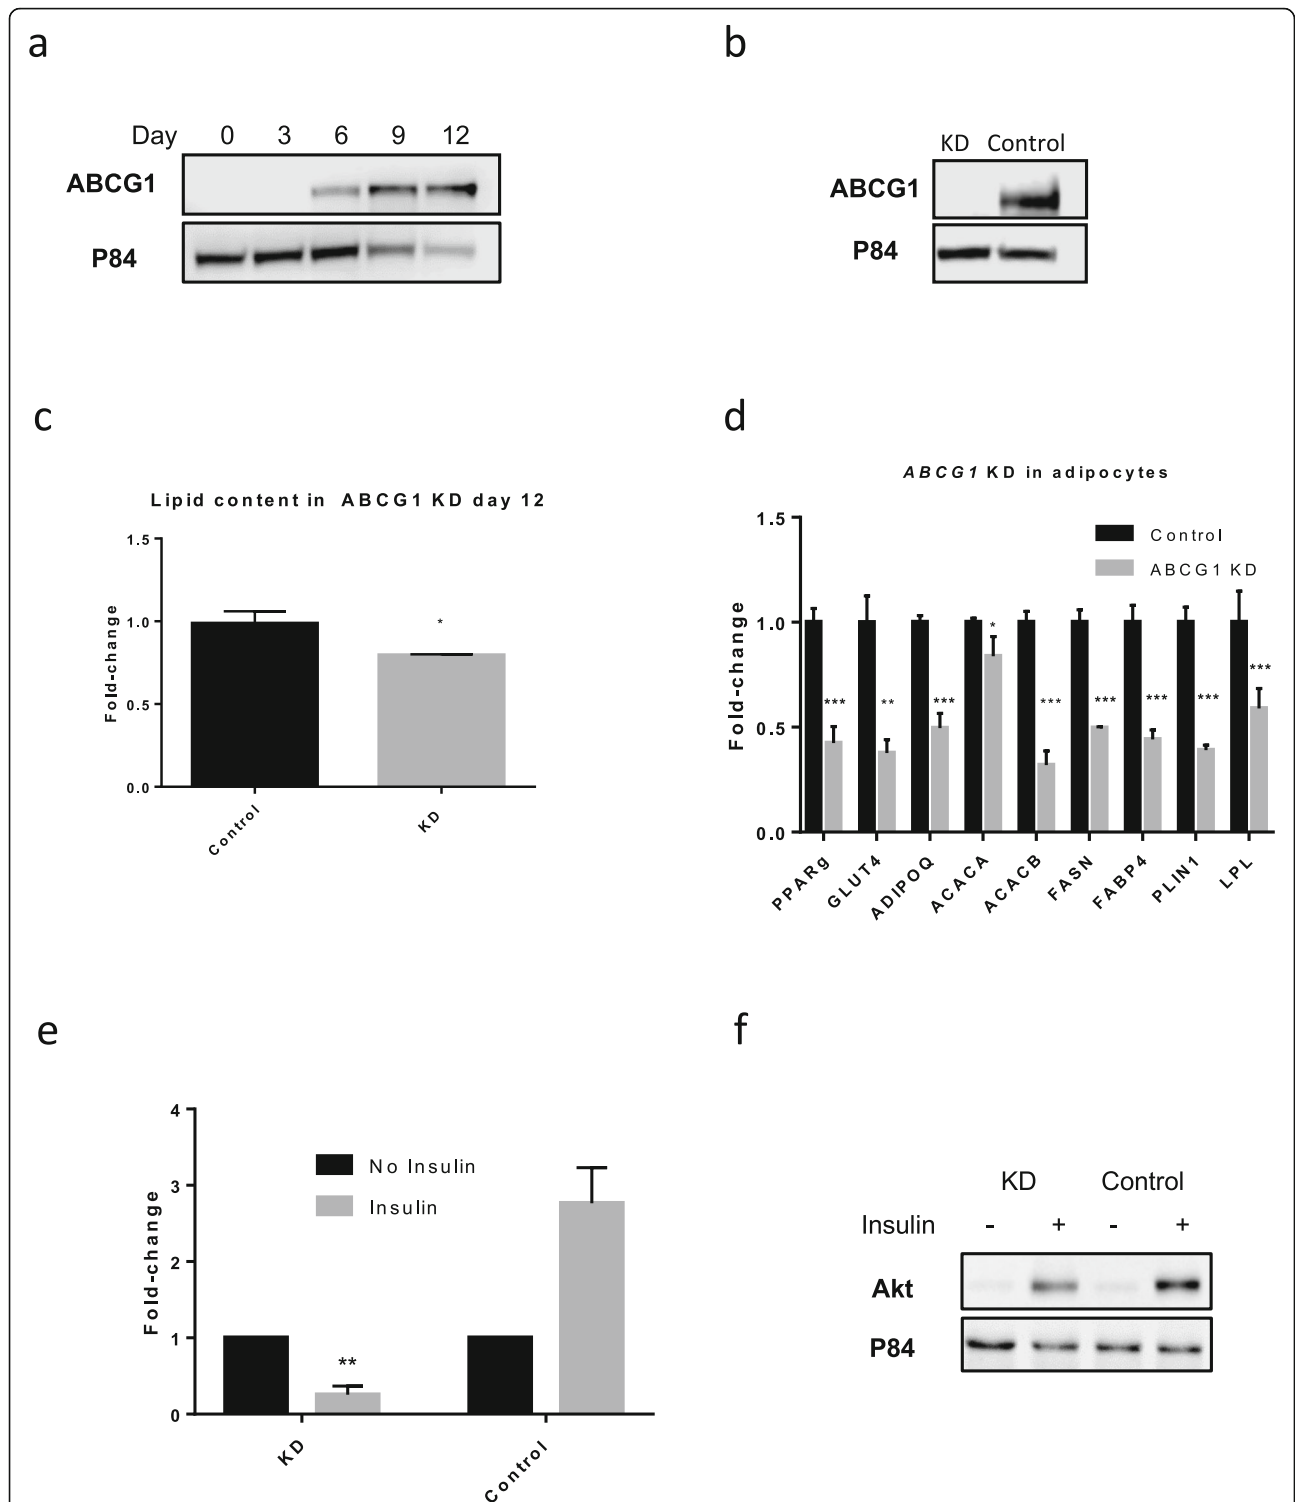 a
Day 0 3 6 9 12
ABCG1
P84
b
KD Control
ABCG1
P84
c
Lipid content in ABCG1 KD day 12
Fold-change
1.5
1.0
0.5
0.0
*
Control
KD
d
ABCG1 KD in adipocytes
Fold-change
1.5
1.0
0.5
0.0
Control
ABCG1 KD
*** ** *** * *** *** *** *** ***
PPARg
GLUT4
ADIPOQ
ACACA
ACACB
FASN
FABP4
PLIN1
LPL
e
Fold-change
4
3
2
1
0
No Insulin
Insulin
**
KD
Control
f
KD Control
Insulin - + - +
Akt
P84